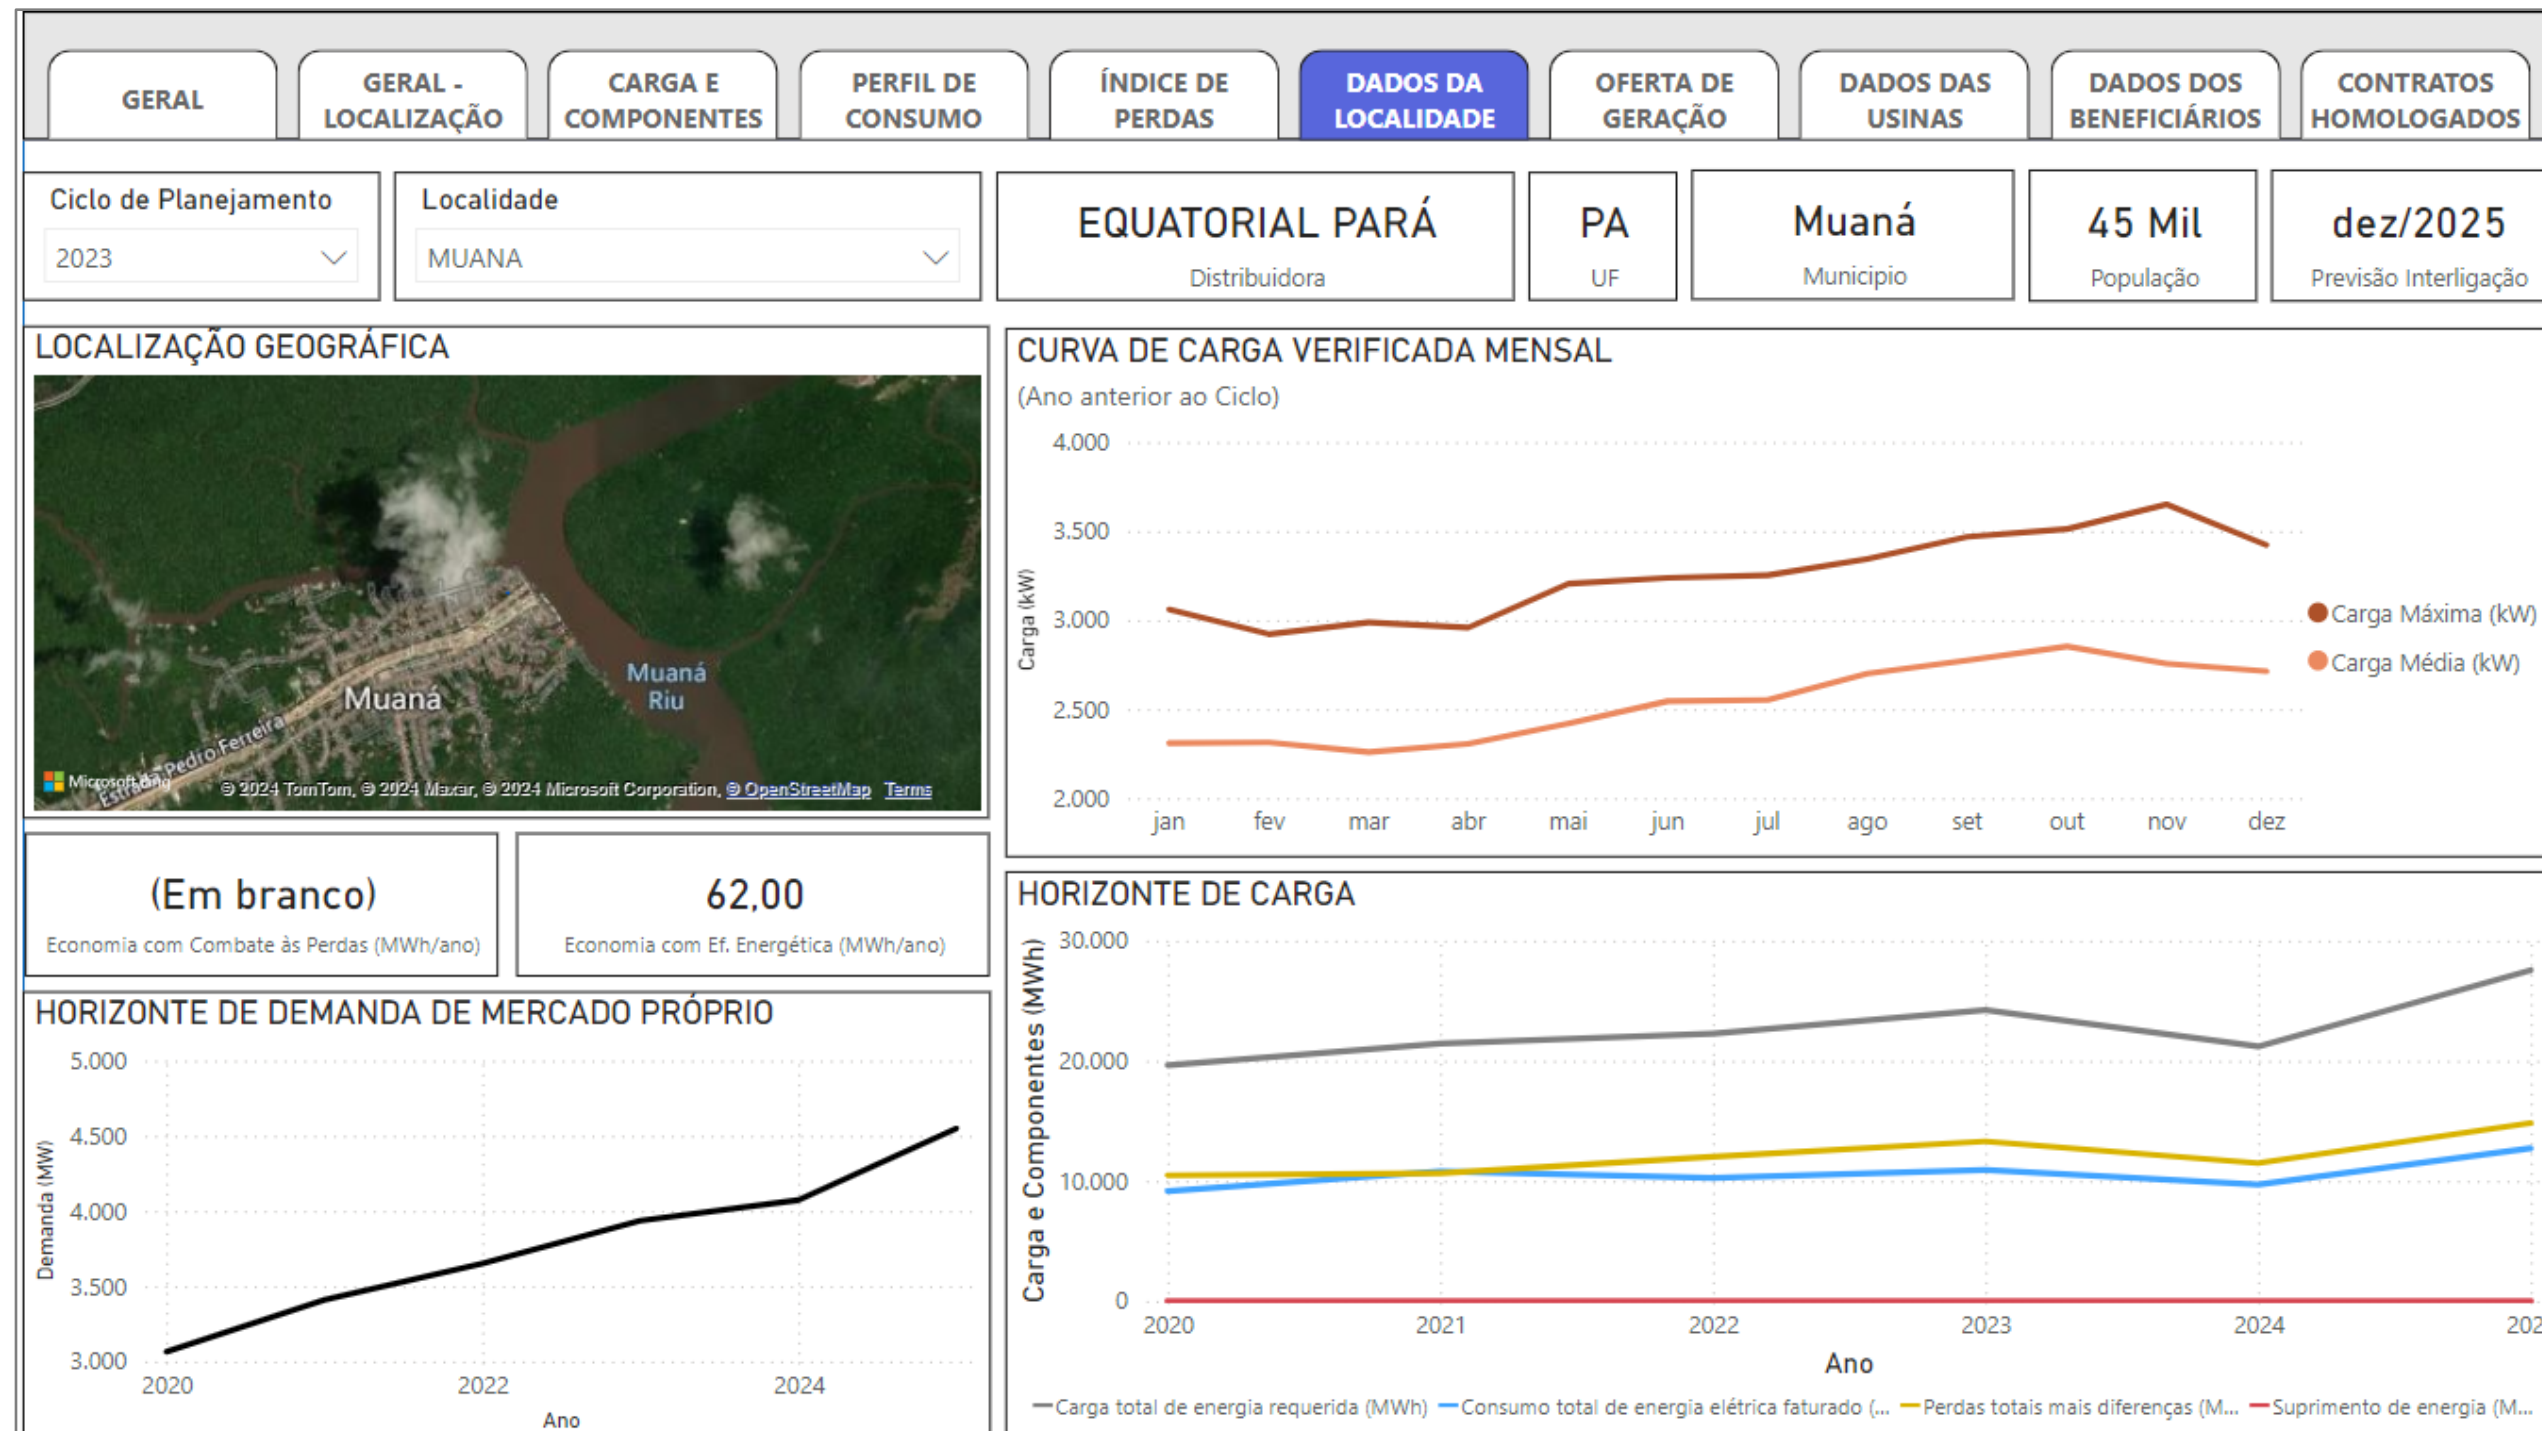 GERAL
GERAL -
LOCALIZAÇÃO
CARGA E
COMPONENTES
PERFIL DE
CONSUMO
ÍNDICE DE
PERDAS
DADOS DA
LOCALIDADE
OFERTA DE
GERAÇÃO
DADOS DAS
USINAS
DADOS DOS
BENEFICIÁRIOS
CONTRATOS
HOMOLOGADOS
Ciclo de Planejamento
2023
Localidade
MUANA
EQUATORIAL PARÁ
Distribuidora
PA
UF
Muaná
Municipio
45 Mil
População
dez/2025
Previsão Interligação
LOCALIZAÇÃO GEOGRÁFICA
Muaná
Riu
Muaná
Pedro Ferreira
Microsoft Bing
© 2024 TomTom, © 2024 Maxar, © 2024 Microsoft Corporation, © OpenStreetMap Terms
CURVA DE CARGA VERIFICADA MENSAL
(Ano anterior ao Ciclo)
Carga (kW)
4.000
3.500
3.000
2.500
2.000
jan fev mar abr mai jun jul ago set out nov dez
Carga Máxima (kW)
Carga Média (kW)
(Em branco)
Economia com Combate às Perdas (MWh/ano)
62,00
Economia com Ef. Energética (MWh/ano)
HORIZONTE DE DEMANDA DE MERCADO PRÓPRIO
Demanda (MW)
5.000
4.500
4.000
3.500
3.000
2020 2022 2024
Ano
HORIZONTE DE CARGA
Carga e Componentes (MWh)
30.000
20.000
10.000
0
2020 2021 2022 2023 2024 202
Ano
Carga total de energia requerida (MWh) Consumo total de energia elétrica faturado (... Perdas totais mais diferenças (M... Suprimento de energia (M...